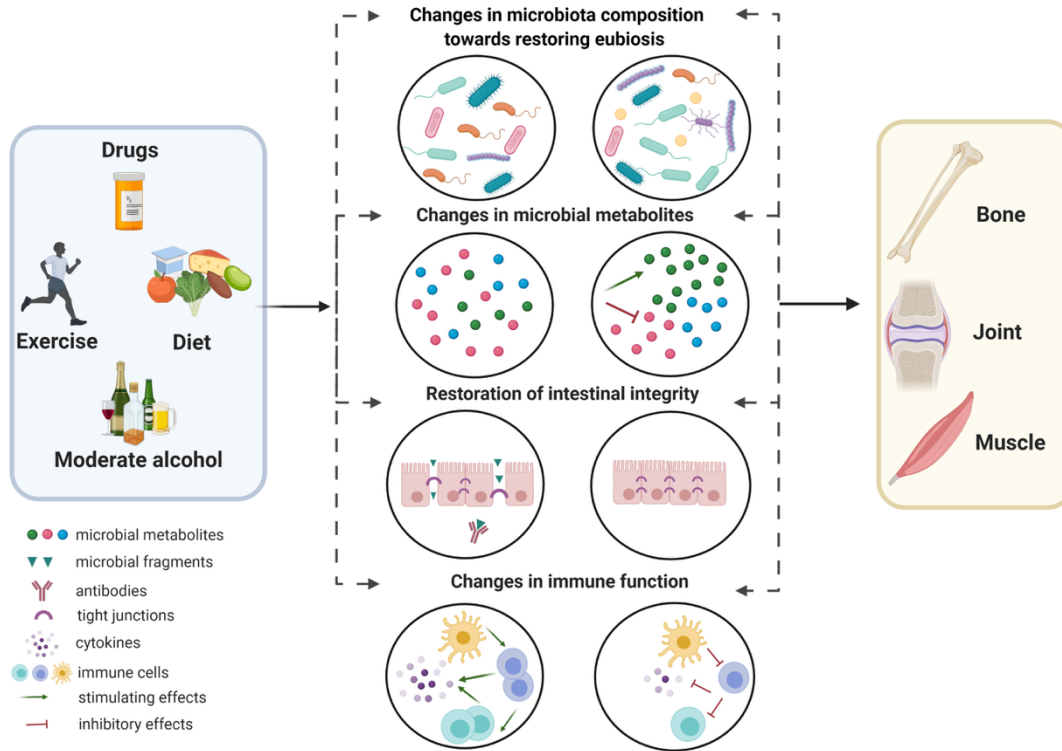 Changes in microbiota composition
towards restoring eubiosis
Drugs
Rx
Exercise
Diet
Moderate alcohol
Changes in microbial metabolites
Restoration of intestinal integrity
Changes in immune function
Bone
Joint
Muscle
microbial metabolites
microbial fragments
antibodies
tight junctions
cytokines
immune cells
stimulating effects
inhibitory effects